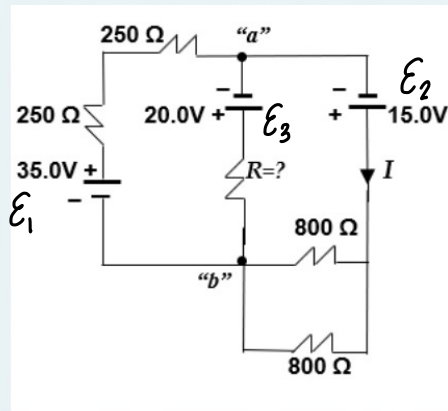 250 Ω
“a”
ℰ2
250 Ω
20.0V
-
+
ℰ3
-
+
15.0V
35.0V
+
-
ℰ1
R=?
I
800 Ω
“b”
800 Ω